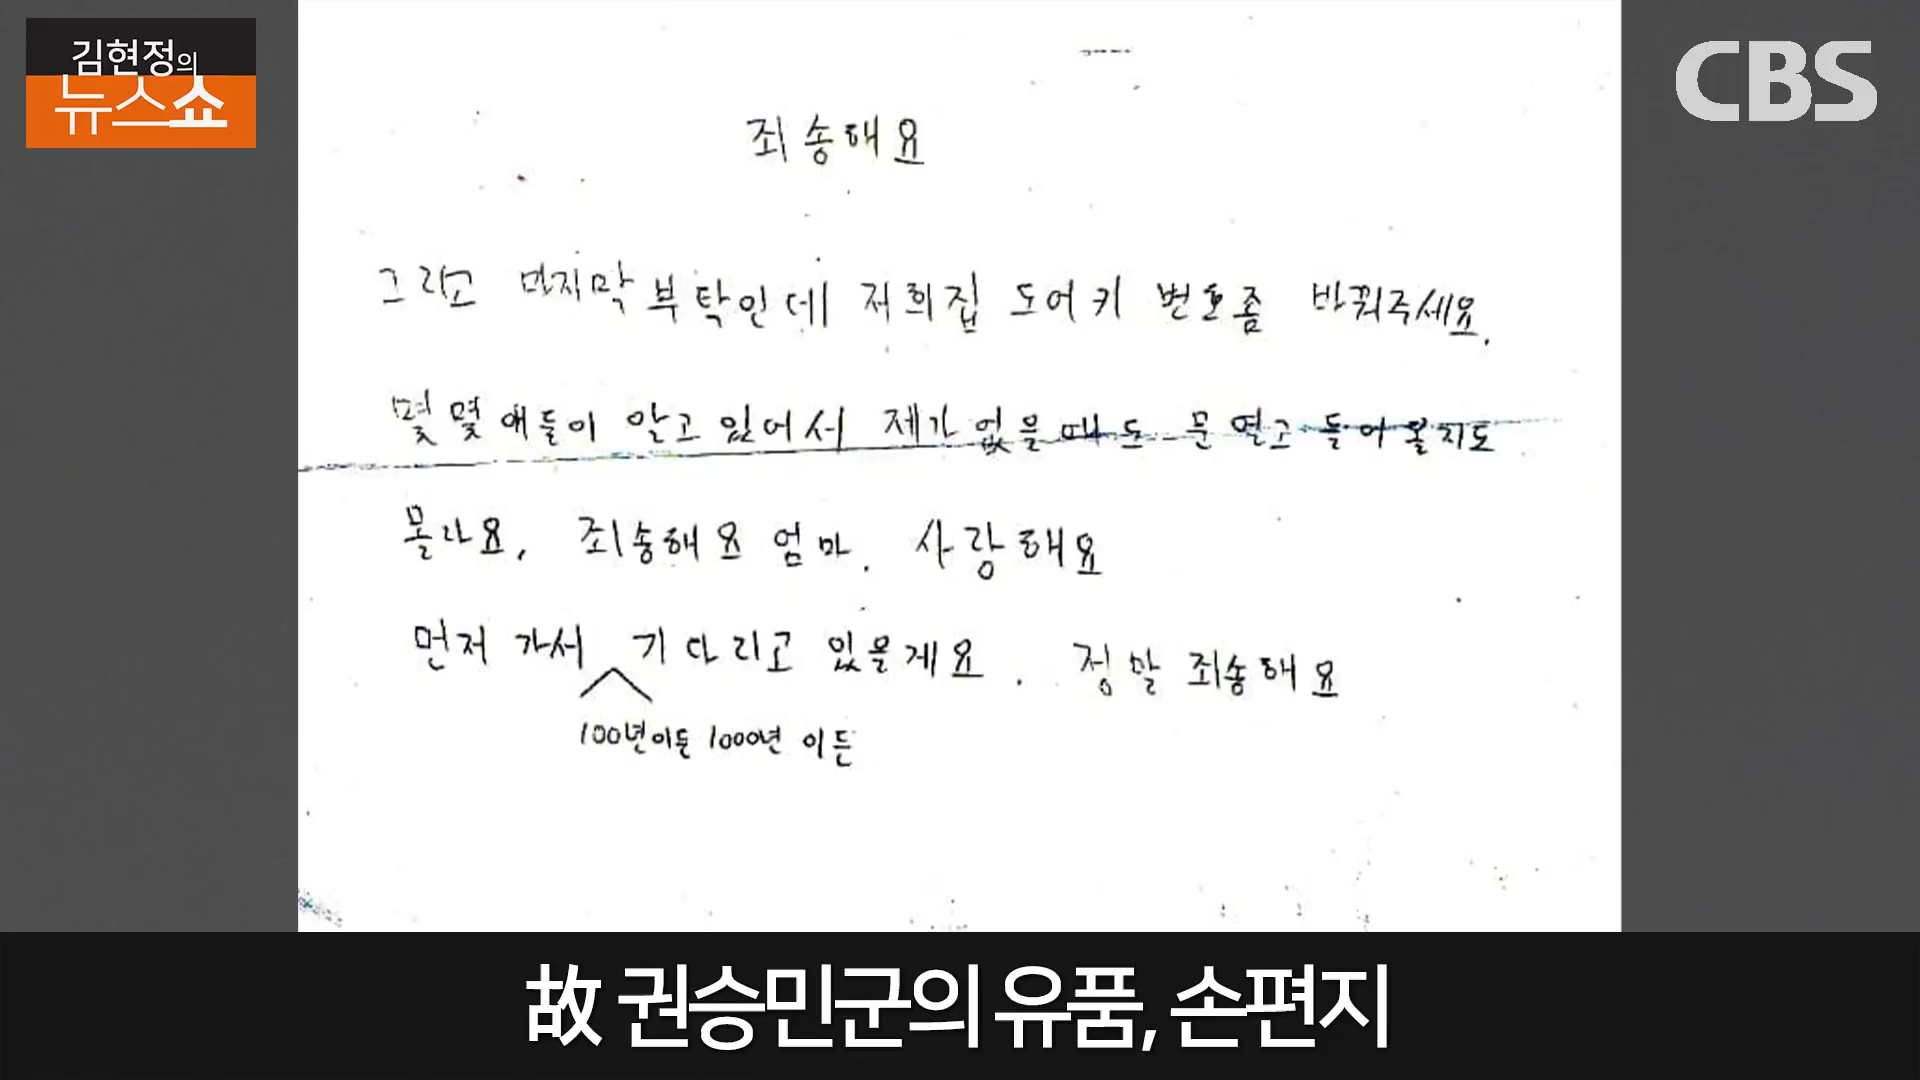 김현정의
뉴스쇼
CBS
죄송해요
그리고 먼지막 부탁인데 저희집 도어키 번호좀 바꿔주세요.
몇몇 애들이 알고 있어서 제가 없을때도 문 열고 들어올지도
몰라요. 죄송해요 엄마. 사랑해요
먼저 가서 기다리고 있을게요. 정말 죄송해요
100년이든 1000년 이든
故 권승민군의 유품, 손편지